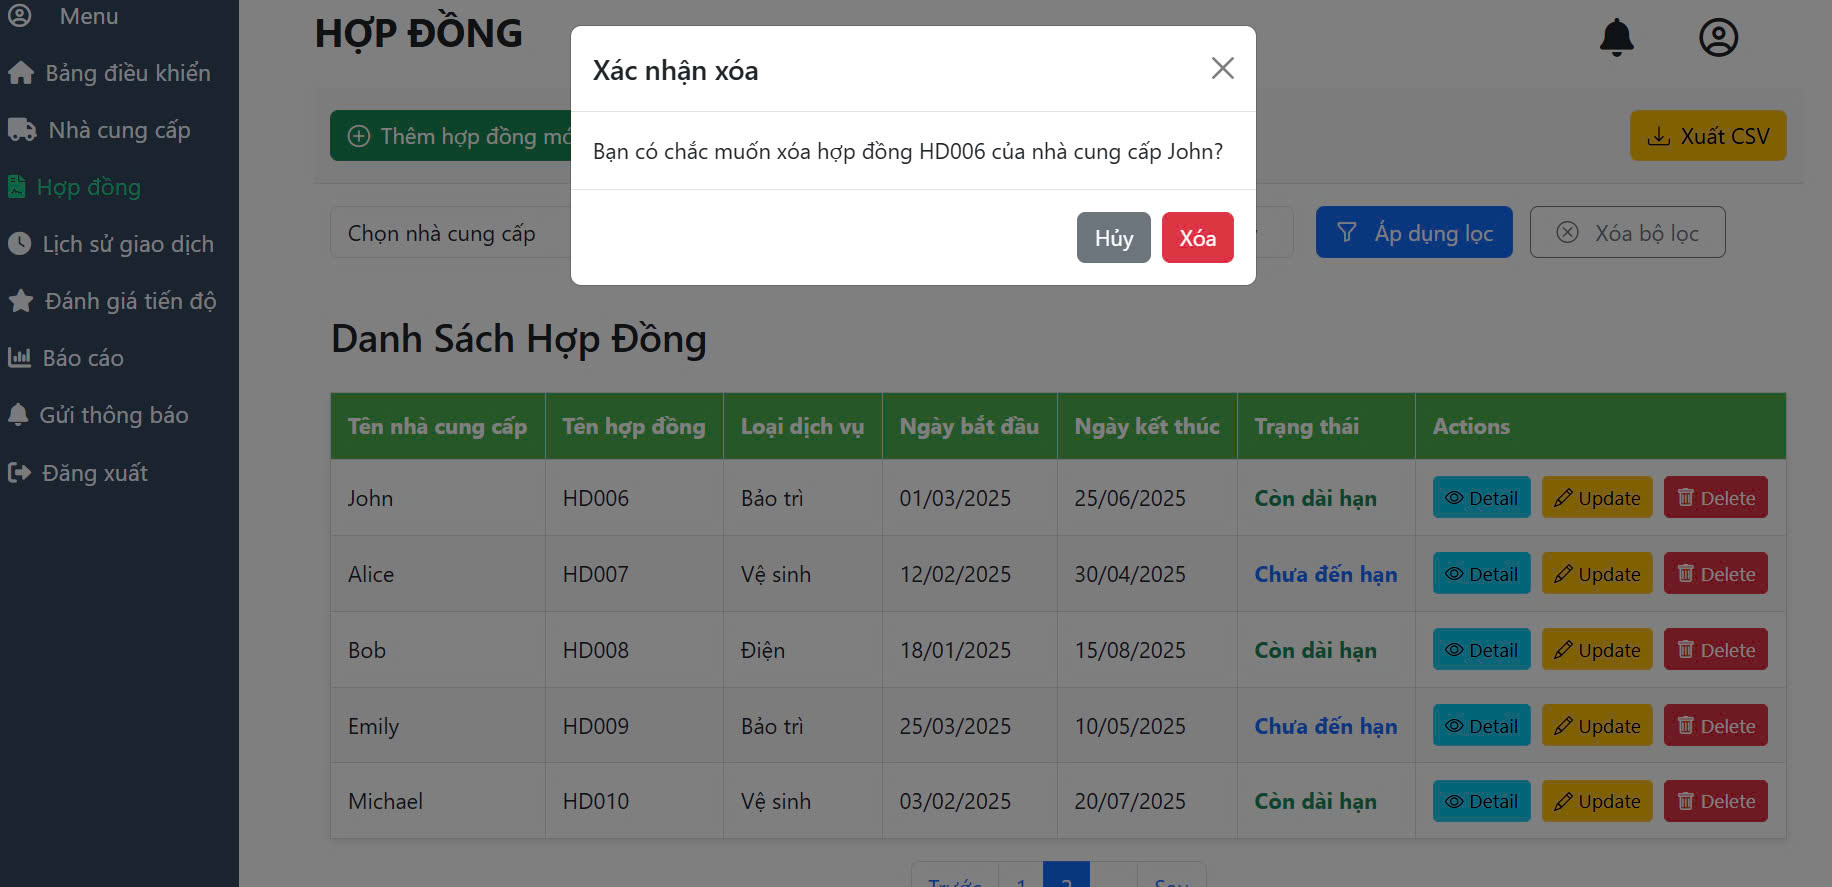 Menu
Bảng điều khiển
Nhà cung cấp
Hợp đồng
Lịch sử giao dịch
Đánh giá tiến độ
Báo cáo
Gửi thông báo
Đăng xuất
HỢP ĐỒNG
Xác nhận xóa
Bạn có chắc muốn xóa hợp đồng HD006 của nhà cung cấp John?
Hủy Xóa
Thêm hợp đồng
Xuất CSV
Chọn nhà cung cấp
Áp dụng lọc
Xóa bộ lọc
Danh Sách Hợp Đồng
Tên nhà cung cấp Tên hợp đồng Loại dịch vụ Ngày bắt đầu Ngày kết thúc Trạng thái Actions
John HD006 Bảo trì 01/03/2025 25/06/2025 Còn dài hạn Detail Update Delete
Alice HD007 Vệ sinh 12/02/2025 30/04/2025 Chưa đến hạn Detail Update Delete
Bob HD008 Điện 18/01/2025 15/08/2025 Còn dài hạn Detail Update Delete
Emily HD009 Bảo trì 25/03/2025 10/05/2025 Chưa đến hạn Detail Update Delete
Michael HD010 Vệ sinh 03/02/2025 20/07/2025 Còn dài hạn Detail Update Delete
Trước 1 2 Sau